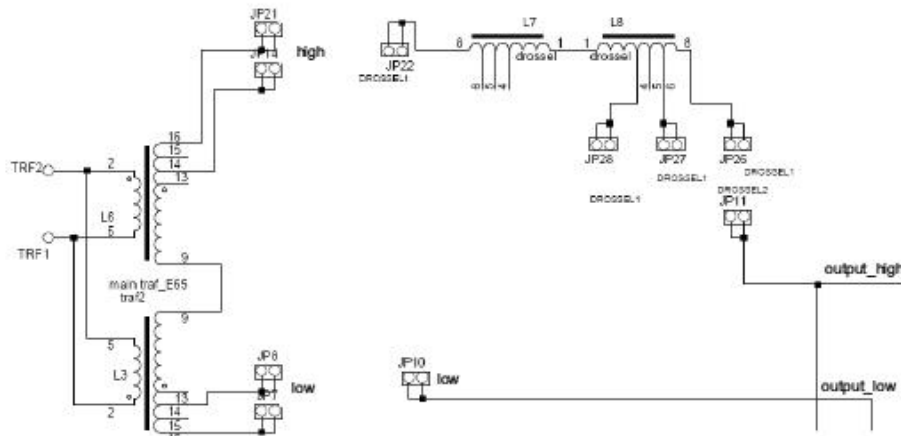 JP21
high
JP14
L7
L8
8
1
1
8
JP22
drossel
drossel
DROSSEL1
16
15
14
13
TRF2
2
JP28
JP27
JP26
DROSSEL1
DROSSEL1
DROSSEL2
DROSSEL1
L6
JP11
TRF1
9
output_high
main traf_E65
traf2
9
5
JP8
JP10
L3
low
low
output_low
13
JP7
2
14
15